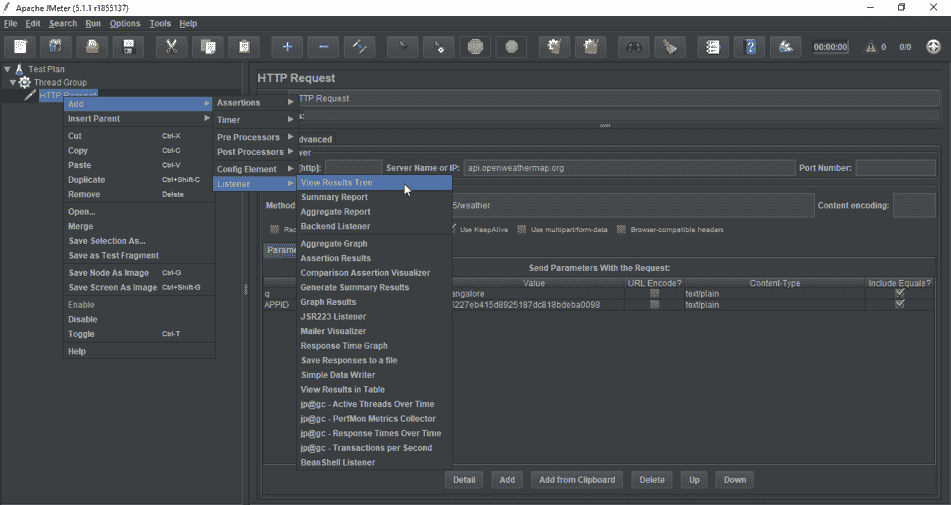 Apache JMeter (5.1.1 r1855137)
File Edit Search Run Options Tools Help
00:00:00 0 0/0
Test Plan
Thread Group
HTTP Request
Add
Insert Parent
Cut Ctrl-X
Copy Ctrl-C
Paste Ctrl-V
Duplicate Ctrl+Shift-C
Remove Delete
Open...
Merge
Save Selection As...
Save as Test Fragment
Save Node As Image Ctrl-G
Save Screen As Image Ctrl+Shift-G
Enable
Disable
Toggle Ctrl-T
Help
Assertions
Timer
Pre Processors
Post Processors
Config Element
Listener
View Results Tree
Summary Report
Aggregate Report
Backend Listener
Aggregate Graph
Assertion Results
Comparison Assertion Visualizer
Generate Summary Results
Graph Results
JSR223 Listener
Mailer Visualizer
Response Time Graph
Save Responses to a file
Simple Data Writer
View Results in Table
jp@gc - Active Threads Over Time
jp@gc - PerfMon Metrics Collector
jp@gc - Response Times Over Time
jp@gc - Transactions per Second
BeanShell Listener
HTTP Request
TTP Request
s:
dvanced
ver
[http]: Server Name or IP: api.openweathermap.org Port Number:
Method 5/weather Content encoding:
Use KeepAlive Use multipart/form-data Browser-compatible headers
Parame
Send Parameters With the Request:
Value URL Encode? Content-Type Include Equals?
q angalore text/plain
APPID 227eb415d8925187dc818bdeba0098 text/plain
Detail Add Add from Clipboard Delete Up Down